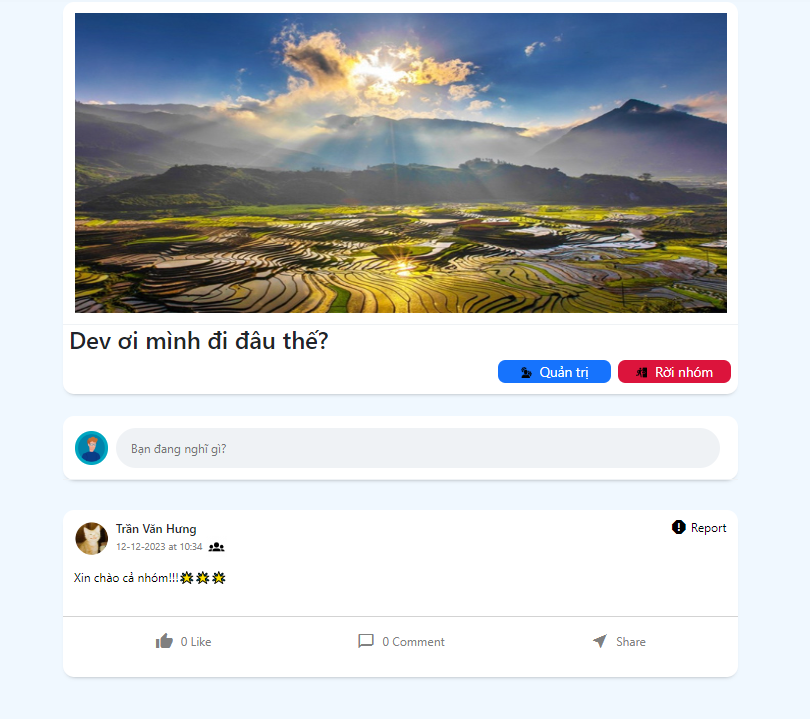 Dev ơi mình đi đâu thế?
Quản trị
Rời nhóm
Bạn đang nghĩ gì?
Trần Văn Hưng
Report
12-12-2023 at 10:34
Xin chào cả nhóm!!!💥💥💥
0 Like
0 Comment
Share